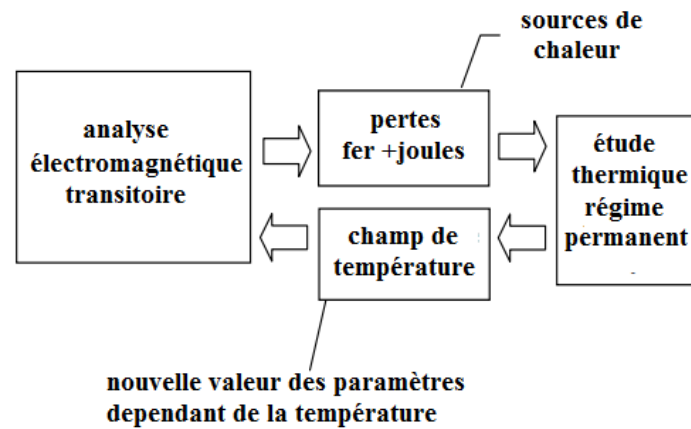 sources de
chaleur
analyse
électromagnétique
transitoire
pertes
fer +joules
étude
thermique
régime
permanent
champ de
température
nouvelle valeur des paramètres
dependant de la température